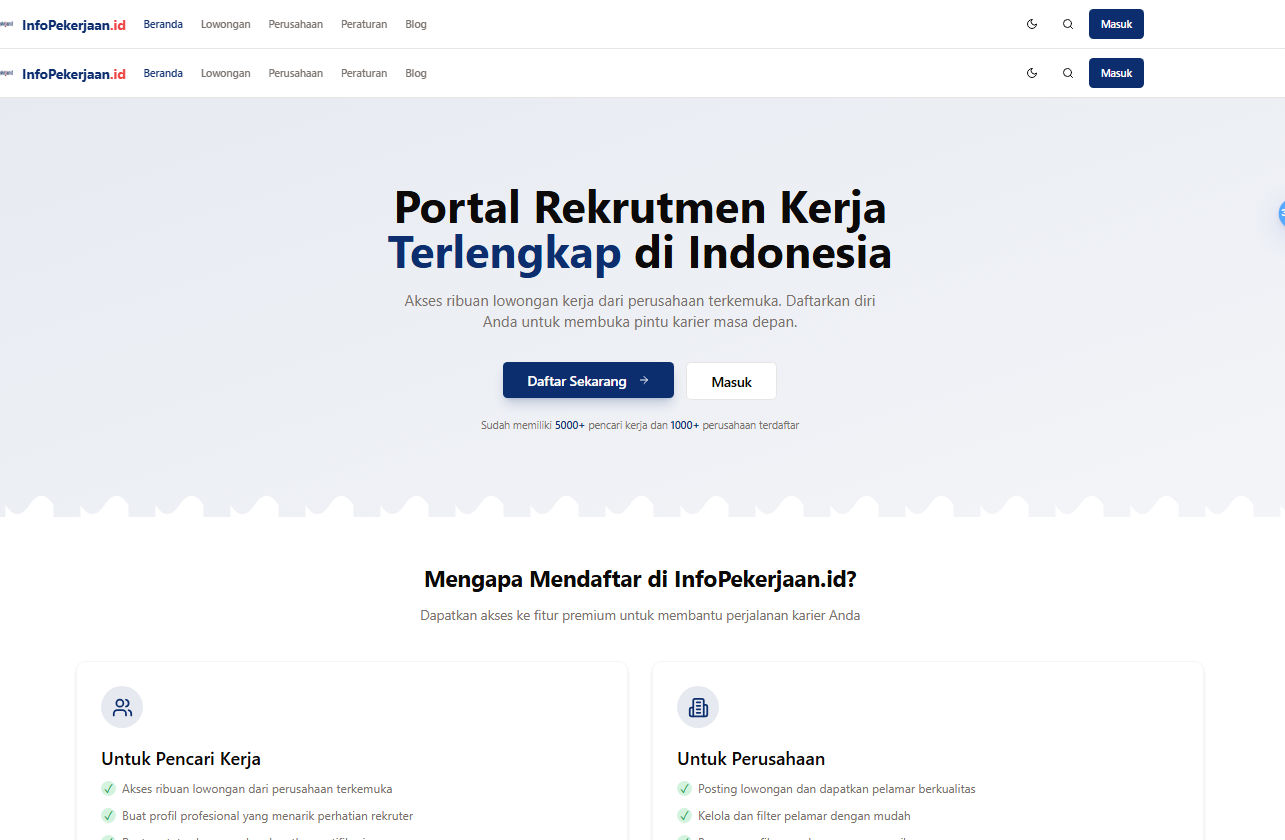 InfoPekerjaan.id Beranda Lowongan Perusahaan Peraturan Blog Masuk
InfoPekerjaan.id Beranda Lowongan Perusahaan Peraturan Blog Masuk
Portal Rekrutmen Kerja
Terlengkap di Indonesia
Akses ribuan lowongan kerja dari perusahaan terkemuka. Daftarkan diri
Anda untuk membuka pintu karier masa depan.
Daftar Sekarang → Masuk
Sudah memiliki 5000+ pencari kerja dan 1000+ perusahaan terdaftar
Mengapa Mendaftar di InfoPekerjaan.id?
Dapatkan akses ke fitur premium untuk membantu perjalanan karier Anda
Untuk Pencari Kerja
✓ Akses ribuan lowongan dari perusahaan terkemuka
✓ Buat profil profesional yang menarik perhatian rekruter
Untuk Perusahaan
✓ Posting lowongan dan dapatkan pelamar berkualitas
✓ Kelola dan filter pelamar dengan mudah